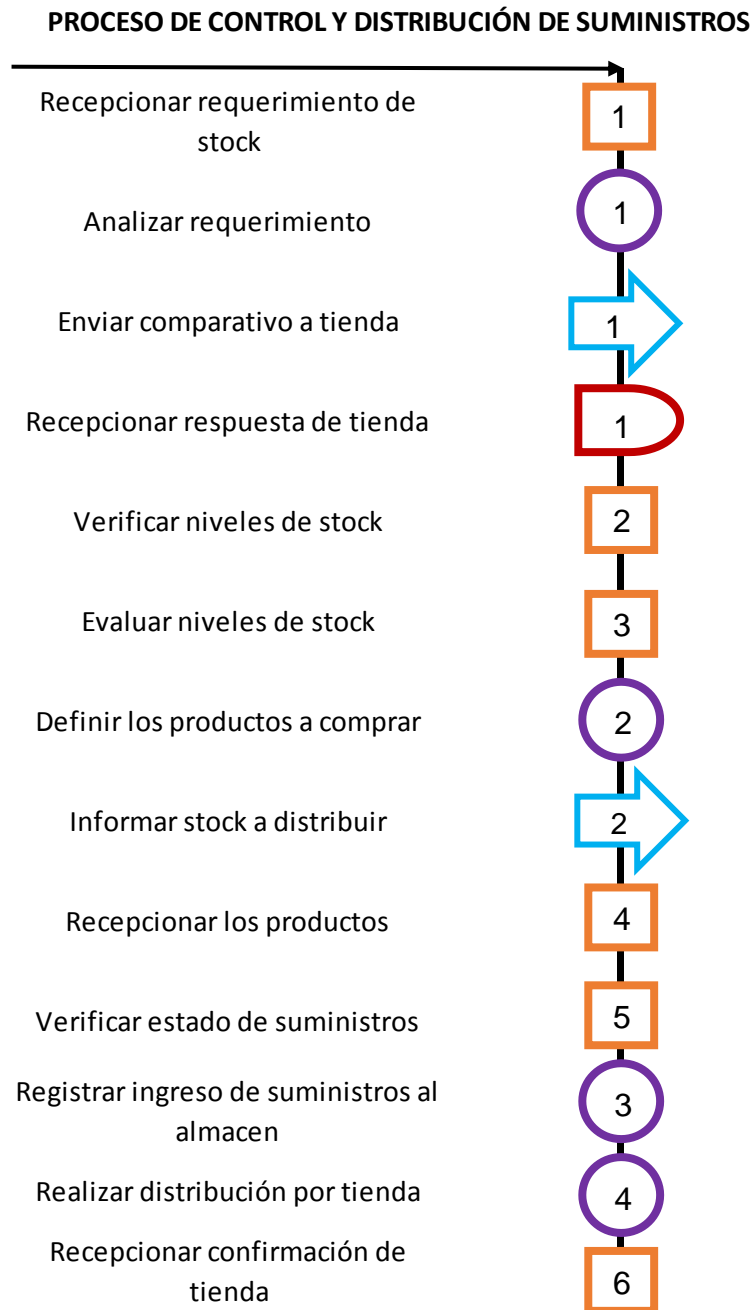 PROCESO DE CONTROL Y DISTRIBUCIÓN DE SUMINISTROS
Recepcionar requerimiento de
stock
1
Analizar requerimiento
1
Enviar comparativo a tienda
1
Recepcionar respuesta de tienda
1
Verificar niveles de stock
2
Evaluar niveles de stock
3
Definir los productos a comprar
2
Informar stock a distribuir
2
Recepcionar los productos
4
Verificar estado de suministros
5
Registrar ingreso de suministros al
almacen
3
Realizar distribución por tienda
4
Recepcionar confirmación de
tienda
6